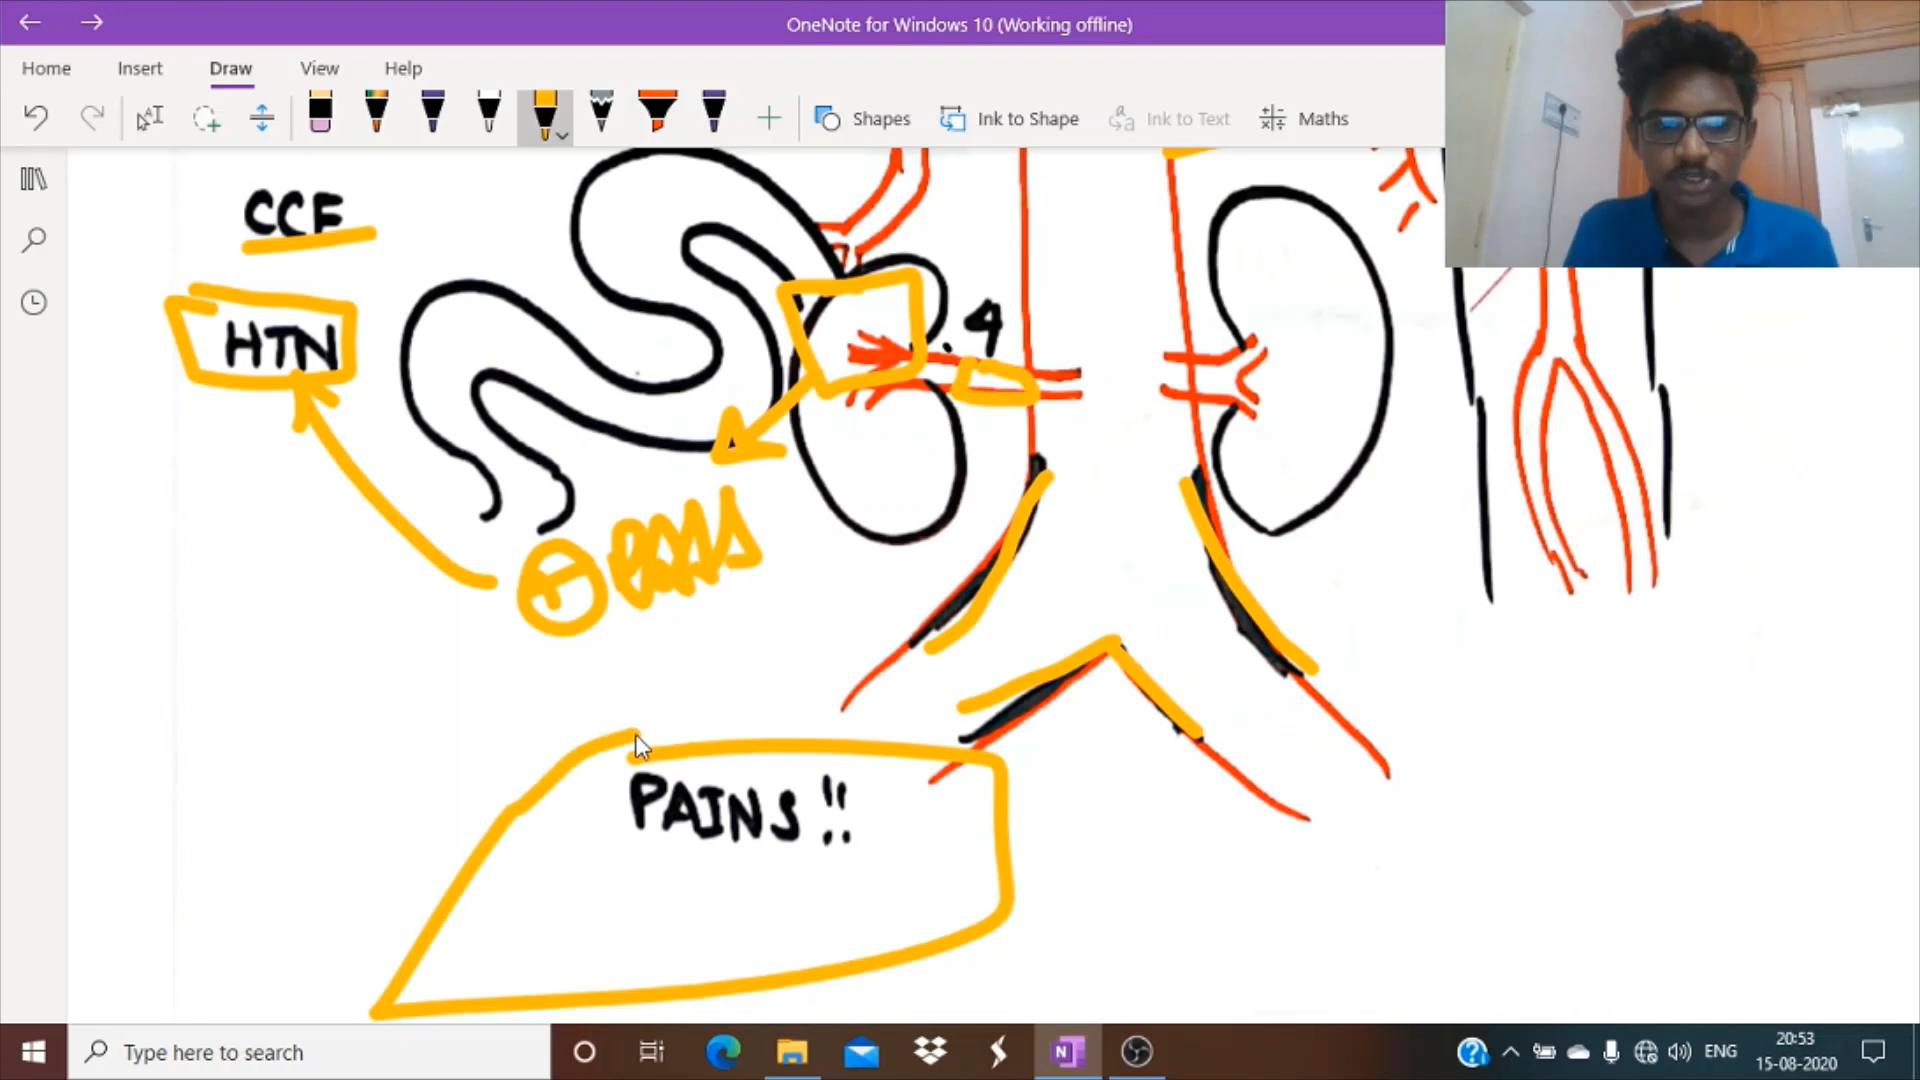 OneNote for Windows 10 (Working offline)
Home Insert Draw View Help
Shapes Ink to Shape Ink to Text Maths
CCF
HTN
.4
RAAS
PAINS !!
Type here to search
ENG
20:53
15-08-2020